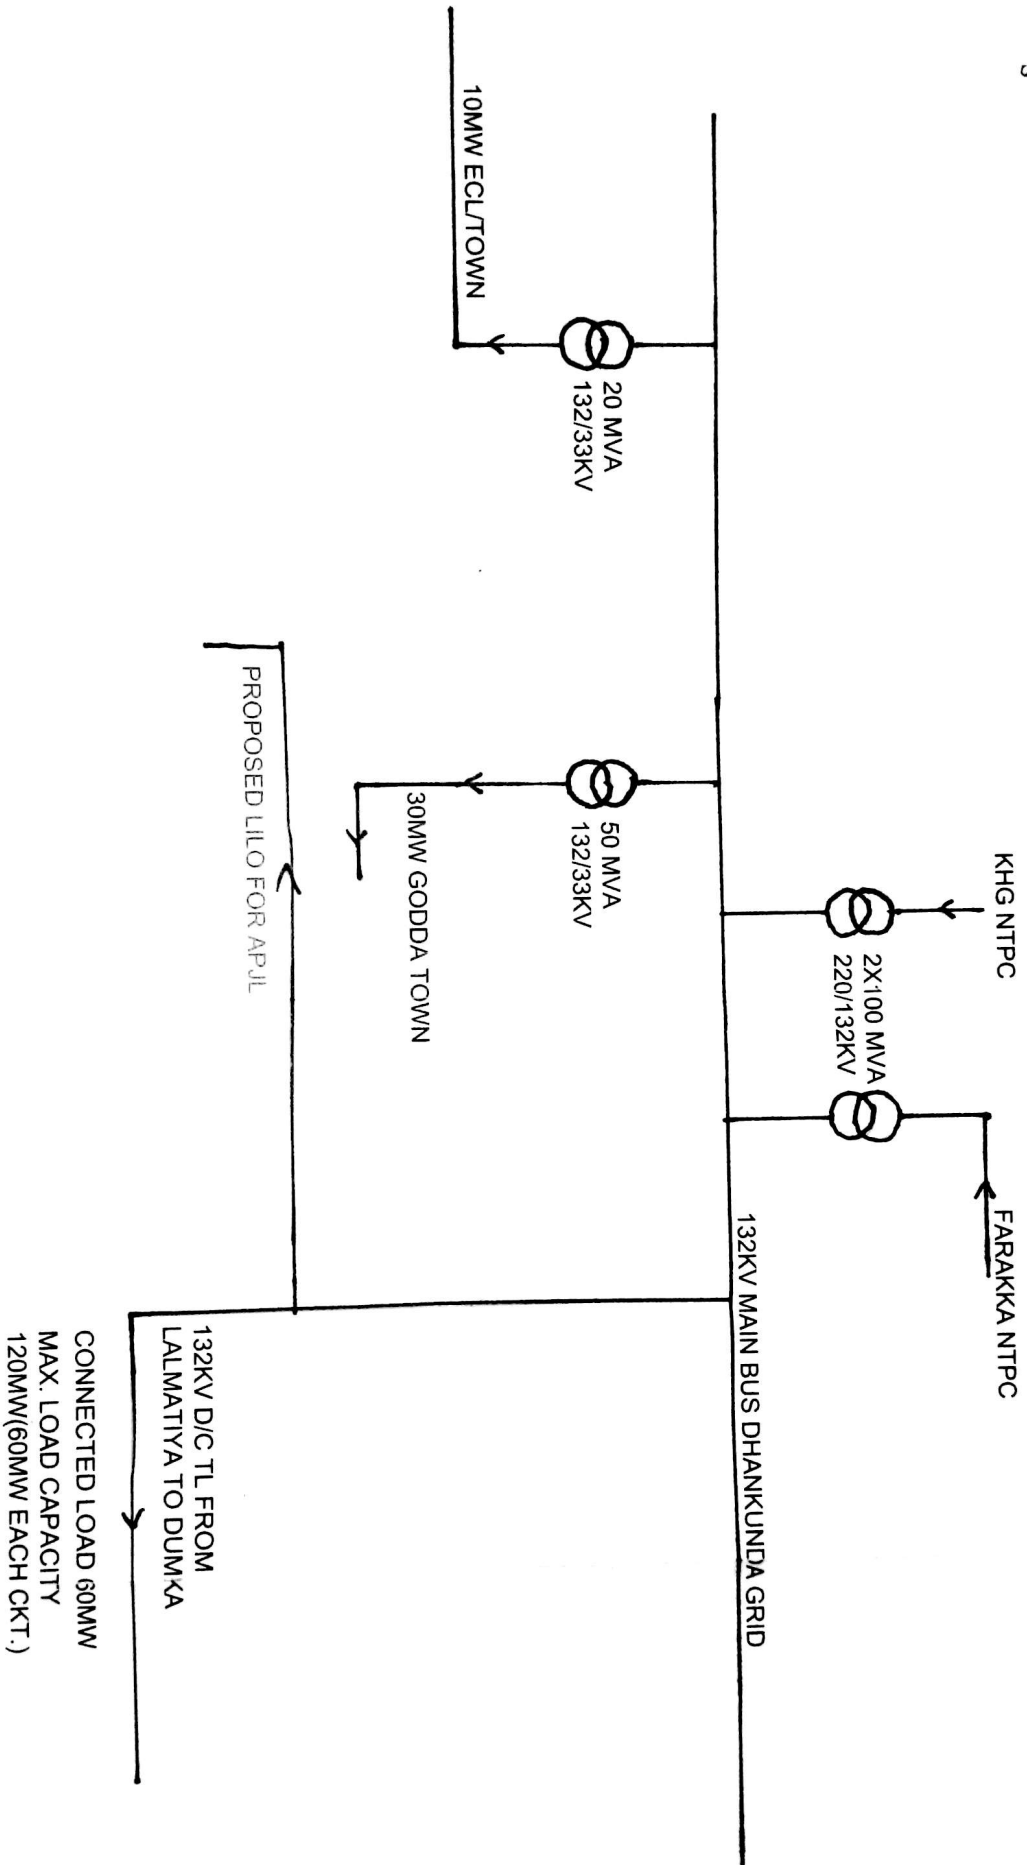 KHG NTPC
FARAKKA NTPC
2X100 MVA
220/132KV
132KV MAIN BUS DHANKUNDA GRID
20 MVA
132/33KV
50 MVA
132/33KV
10MW ECL/TOWN
30MW GODDA TOWN
PROPOSED LILO FOR APJL
132KV D/C TL FROM
LALMATIYA TO DUMKA
CONNECTED LOAD 60MW
MAX. LOAD CAPACITY
120MW(60MW EACH CKT.)